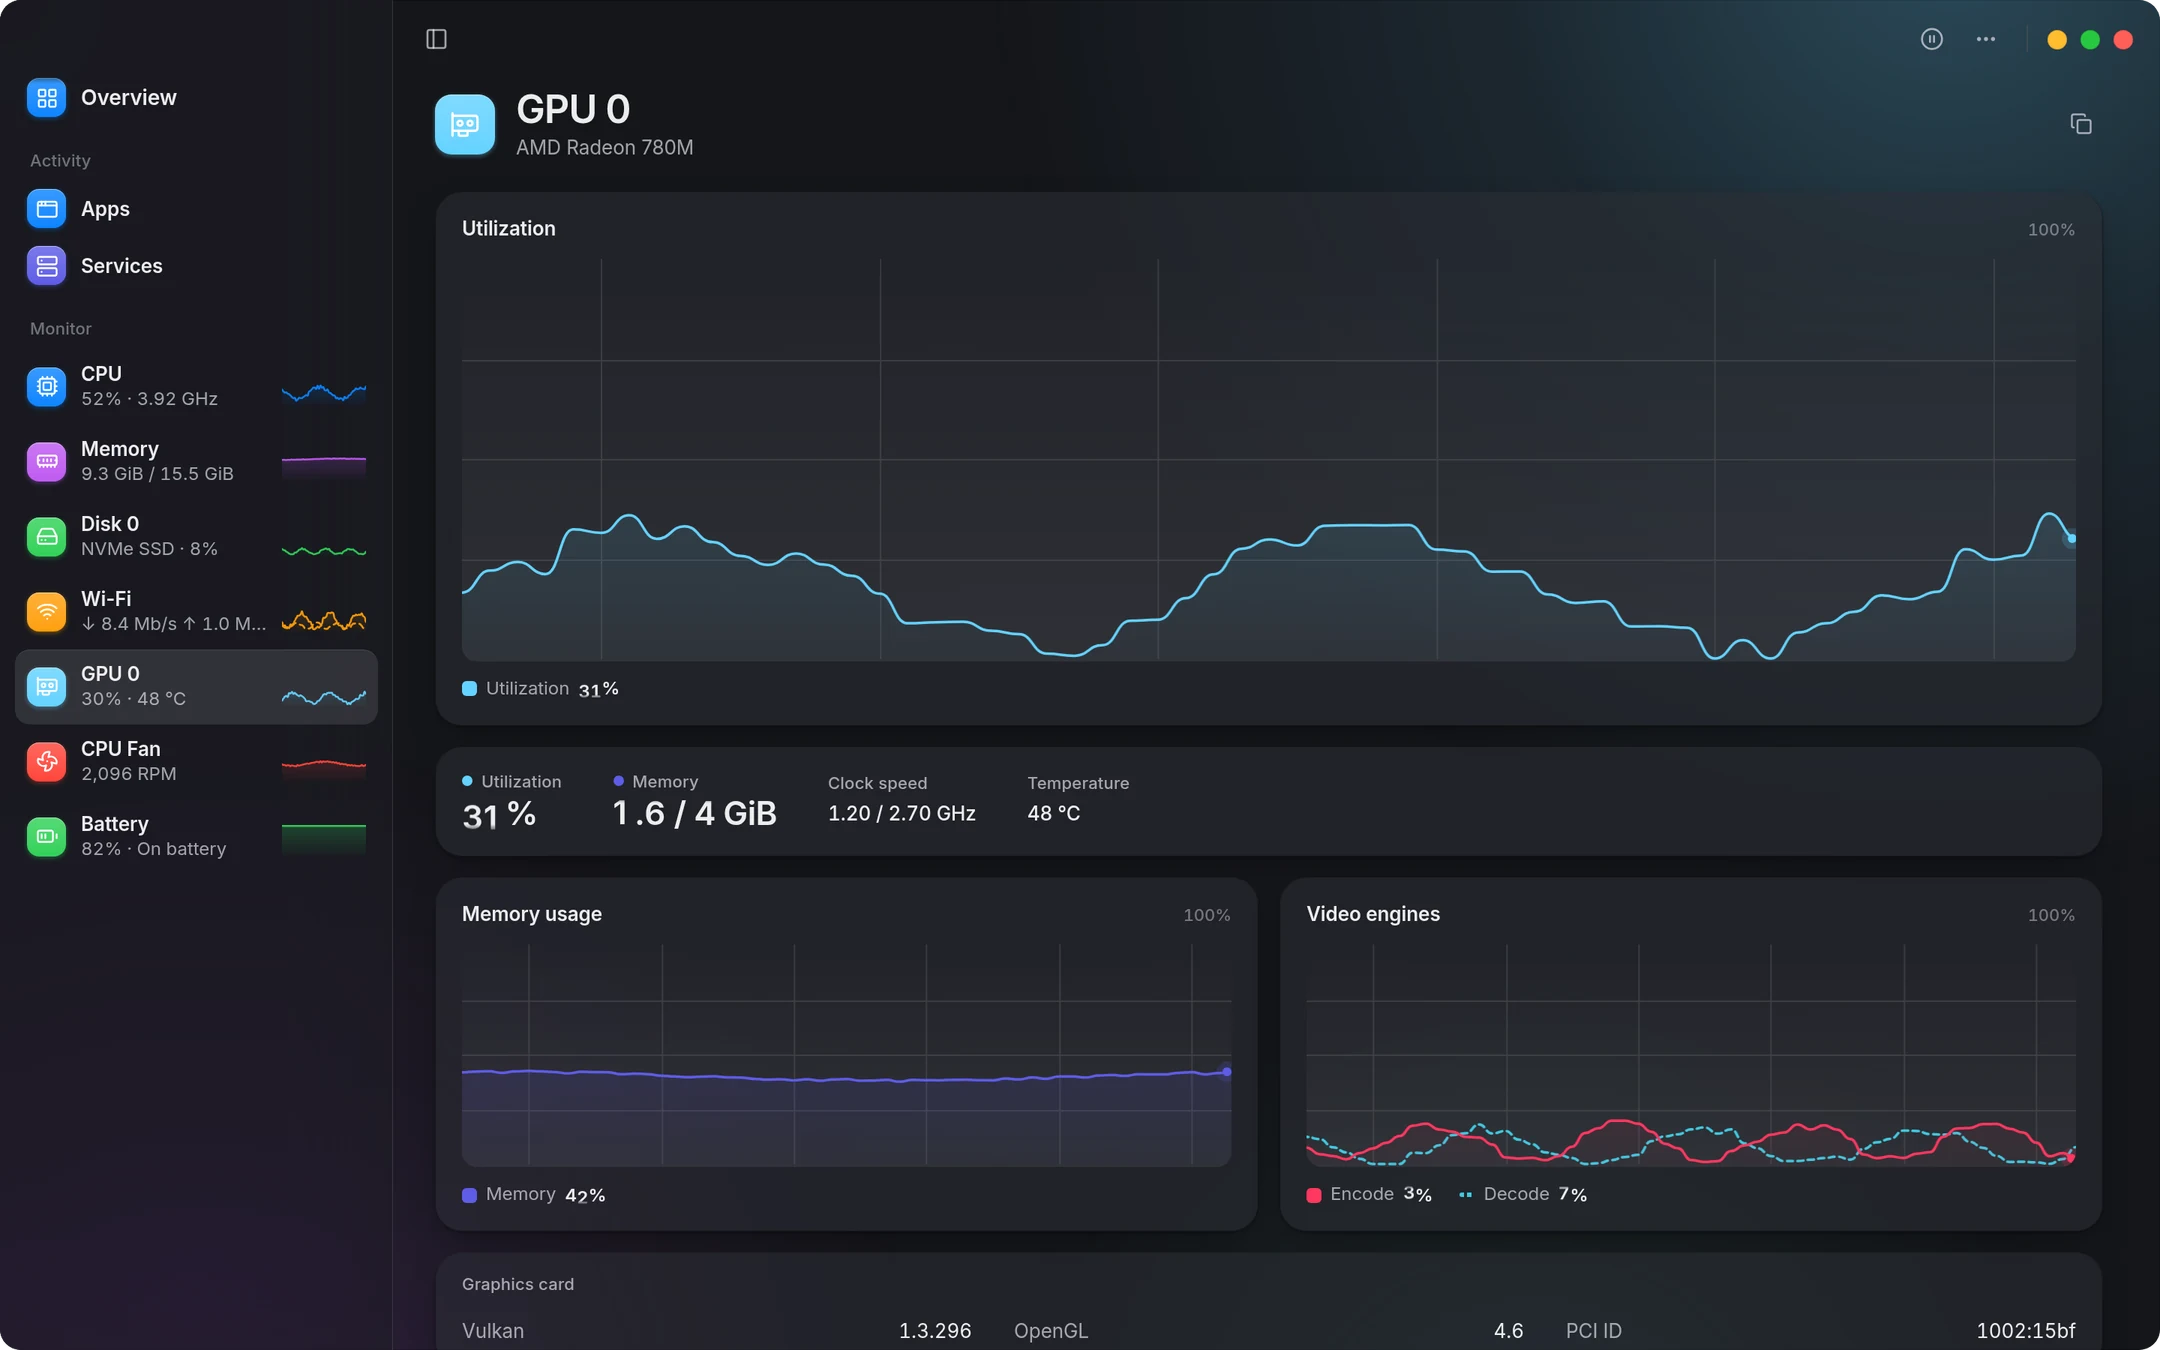 Overview
Activity
Apps
Services
Monitor
CPU
52% · 3.92 GHz
Memory
9.3 GiB / 15.5 GiB
Disk 0
NVMe SSD · 8%
Wi-Fi
↓ 8.4 Mb/s ↑ 1.0 M...
GPU 0
30% · 48 °C
CPU Fan
2,096 RPM
Battery
82% · On battery
GPU 0
AMD Radeon 780M
Utilization 100%
Utilization 31%
Utilization Memory Clock speed Temperature
31% 1.6 / 4 GiB 1.20 / 2.70 GHz 48 °C
Memory usage 100%
Memory 42%
Video engines 100%
Encode 3% Decode 7%
Graphics card
Vulkan 1.3.296 OpenGL 4.6 PCI ID 1002:15bf